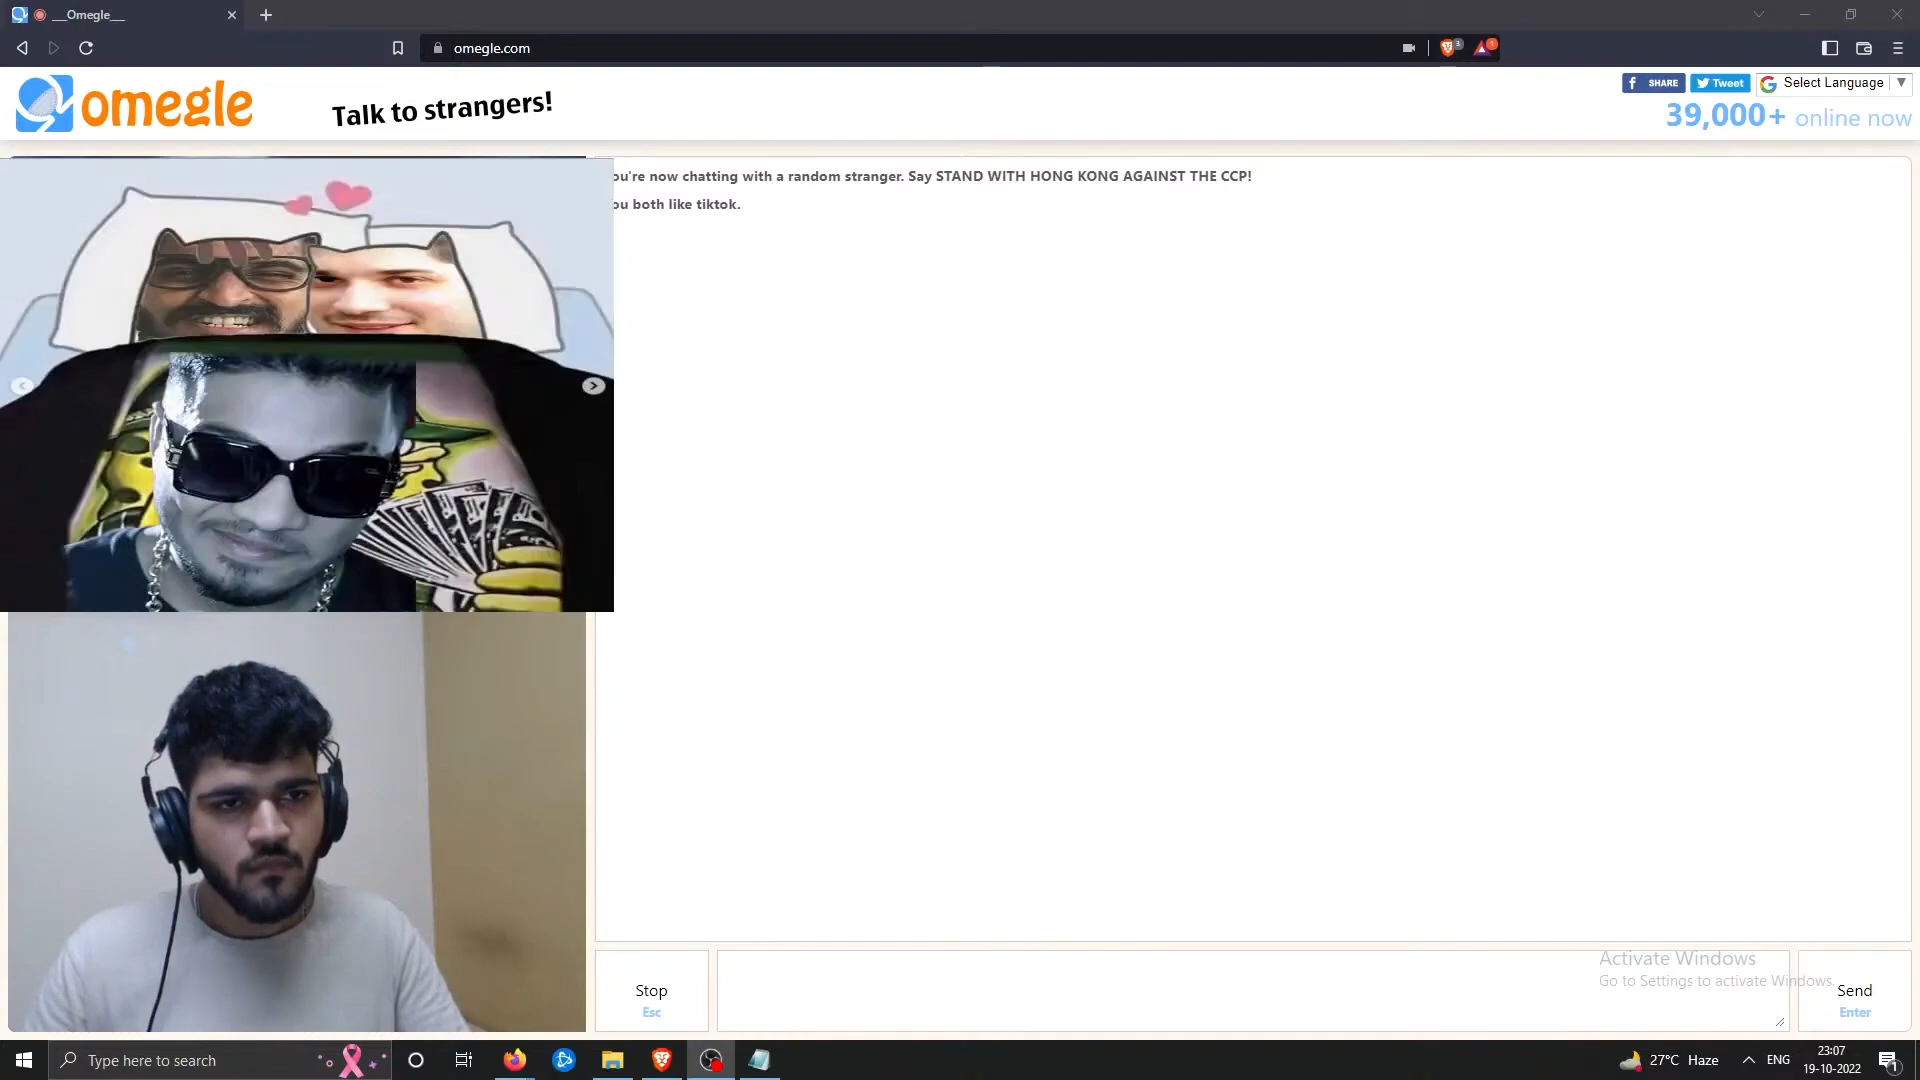 __Omegle__
omegle.com
3
1
omegle
Talk to strangers!
SHARE
Tweet
Select Language
39,000+ online now
ou're now chatting with a random stranger. Say STAND WITH HONG KONG AGAINST THE CCP!
ou both like tiktok.
Stop
Esc
Activate Windows
Go to Settings to activate Windows.
Send
Enter
Type here to search
27°C Haze
ENG
23:07
19-10-2022
1